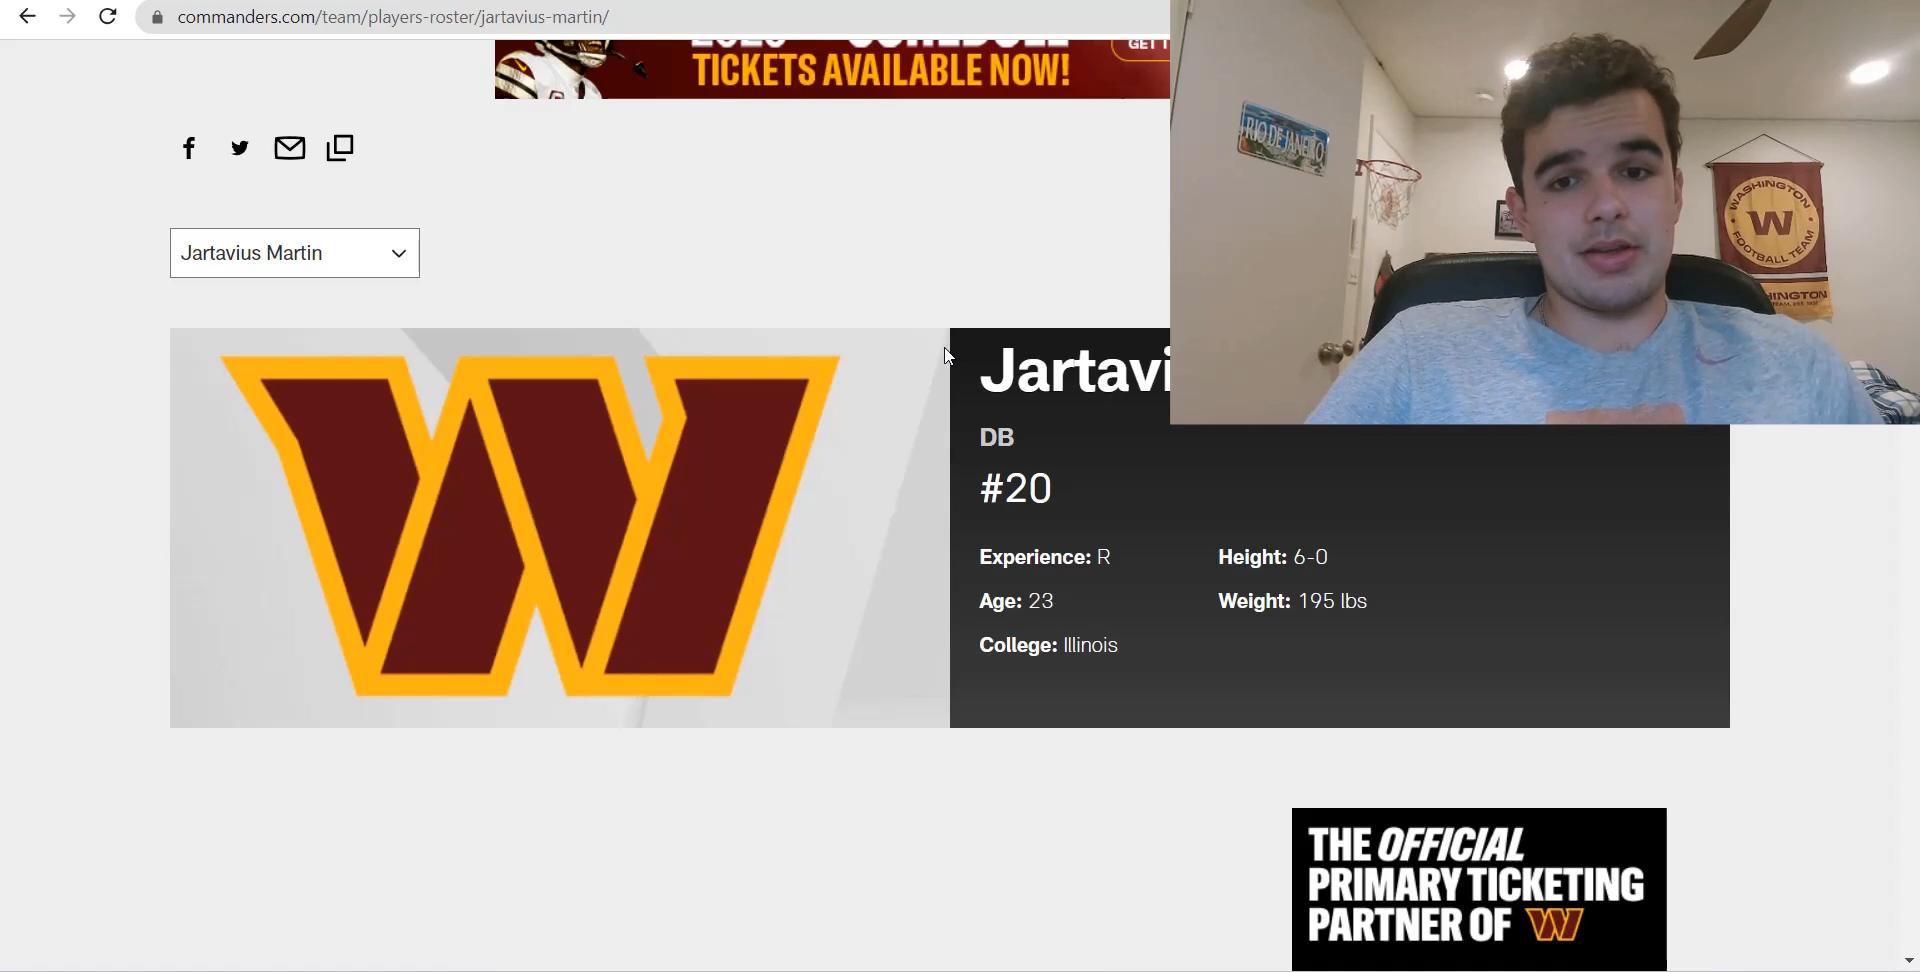 commanders.com/team/players-roster/jartavius-martin/
TICKETS AVAILABLE NOW!
Jartavius Martin
Jartavi
DB
#20
Experience: R
Height: 6-0
Age: 23
Weight: 195 lbs
College: Illinois
THE OFFICIAL
PRIMARY TICKETING
PARTNER OF W
RIO DE JANEIRO
WASHINGTON
W
FOOTBALL TEAM